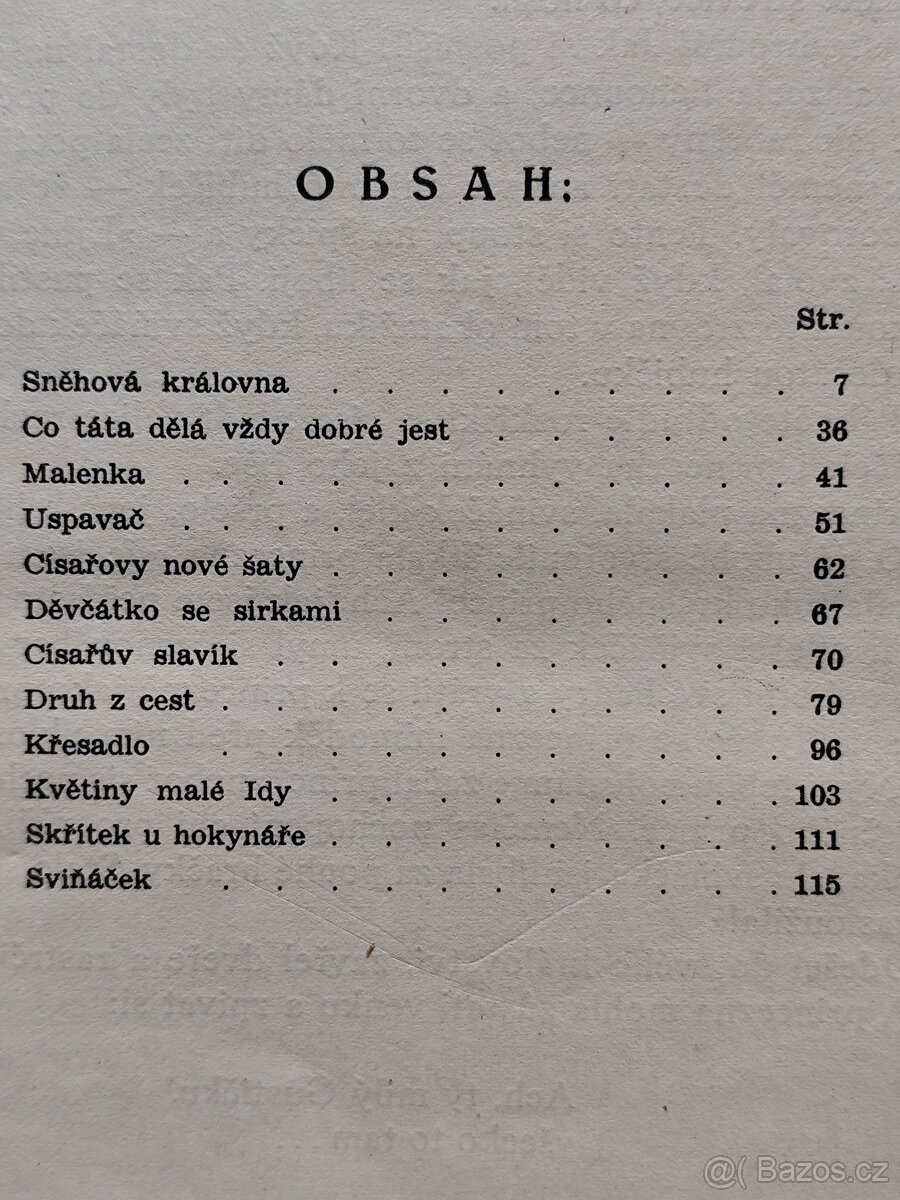 OBSAH:
Str.
Sněhová královna . . . . . . . . . 7
Co táta dělá vždy dobré jest . . . . . . 36
Malenka . . . . . . . . . . . . 41
Uspavač . . . . . . . . . . . . 51
Císařovy nové šaty . . . . . . . . . 62
Děvčátko se sirkami . . . . . . . . 67
Císařův slavík . . . . . . . . . . 70
Druh z cest . . . . . . . . . . . 79
Křesadlo . . . . . . . . . . . 96
Květiny malé Idy . . . . . . . . . 103
Skřítek u hokynáře . . . . . . . . . 111
Sviňáček . . . . . . . . . . . 115
@( Bazos.cz